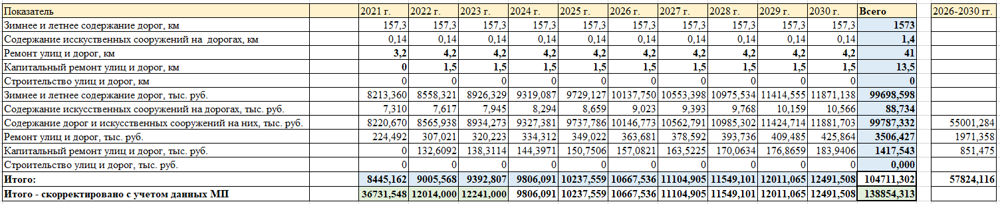 Показатель 2021 г. 2022 г. 2023 г. 2024 г. 2025 г. 2026 г. 2027 г. 2028 г. 2029 г. 2030 г. Всего 2026-2030 гг.
Зимнее и летнее содержание дорог, км 157,3 157,3 157,3 157,3 157,3 157,3 157,3 157,3 157,3 157,3 1573
Содержание исскуственных сооружений на дорогах, км 0,14 0,14 0,14 0,14 0,14 0,14 0,14 0,14 0,14 0,14 1,4
Ремонт улиц и дорог, км 3,2 4,2 4,2 4,2 4,2 4,2 4,2 4,2 4,2 4,2 41
Капитальный ремонт улиц и дорог, км 0 1,5 1,5 1,5 1,5 1,5 1,5 1,5 1,5 1,5 13,5
Строительство улиц и дорог, км 0 0 0 0 0 0 0 0 0 0 0
Зимнее и летнее содержание дорог, тыс. руб. 8213,360 8558,321 8926,329 9319,087 9729,127 10137,750 10553,398 10975,534 11414,555 11871,138 99698,598
Содержание искусственных сооружений на дорогах, тыс. руб. 7,310 7,617 7,945 8,294 8,659 9,023 9,393 9,768 10,159 10,566 88,734
Содержание дорог и искусственных сооружений на них, тыс. руб. 8220,670 8565,938 8934,273 9327,381 9737,786 10146,773 10562,791 10985,302 11424,714 11881,703 99787,332 55001,284
Ремонт улиц и дорог, тыс. руб. 224,492 307,021 320,223 334,312 349,022 363,681 378,592 393,736 409,485 425,864 3506,427 1971,358
Капитальный ремонт улиц и дорог, тыс. руб. 0 132,6092 138,3114 144,3971 150,7506 157,0821 163,5225 170,0634 176,8659 183,9406 1417,543 851,475
Строительство улиц и дорог, тыс. руб. 0 0 0 0 0 0 0 0 0 0 0,000
Итого: 8445,162 9005,568 9392,807 9806,091 10237,559 10667,536 11104,905 11549,101 12011,065 12491,508 104711,302 57824,116
Итого - скорректировано с учетом данных МП 36731,548 12014,000 12241,000 9806,091 10237,559 10667,536 11104,905 11549,101 12011,065 12491,508 138854,313